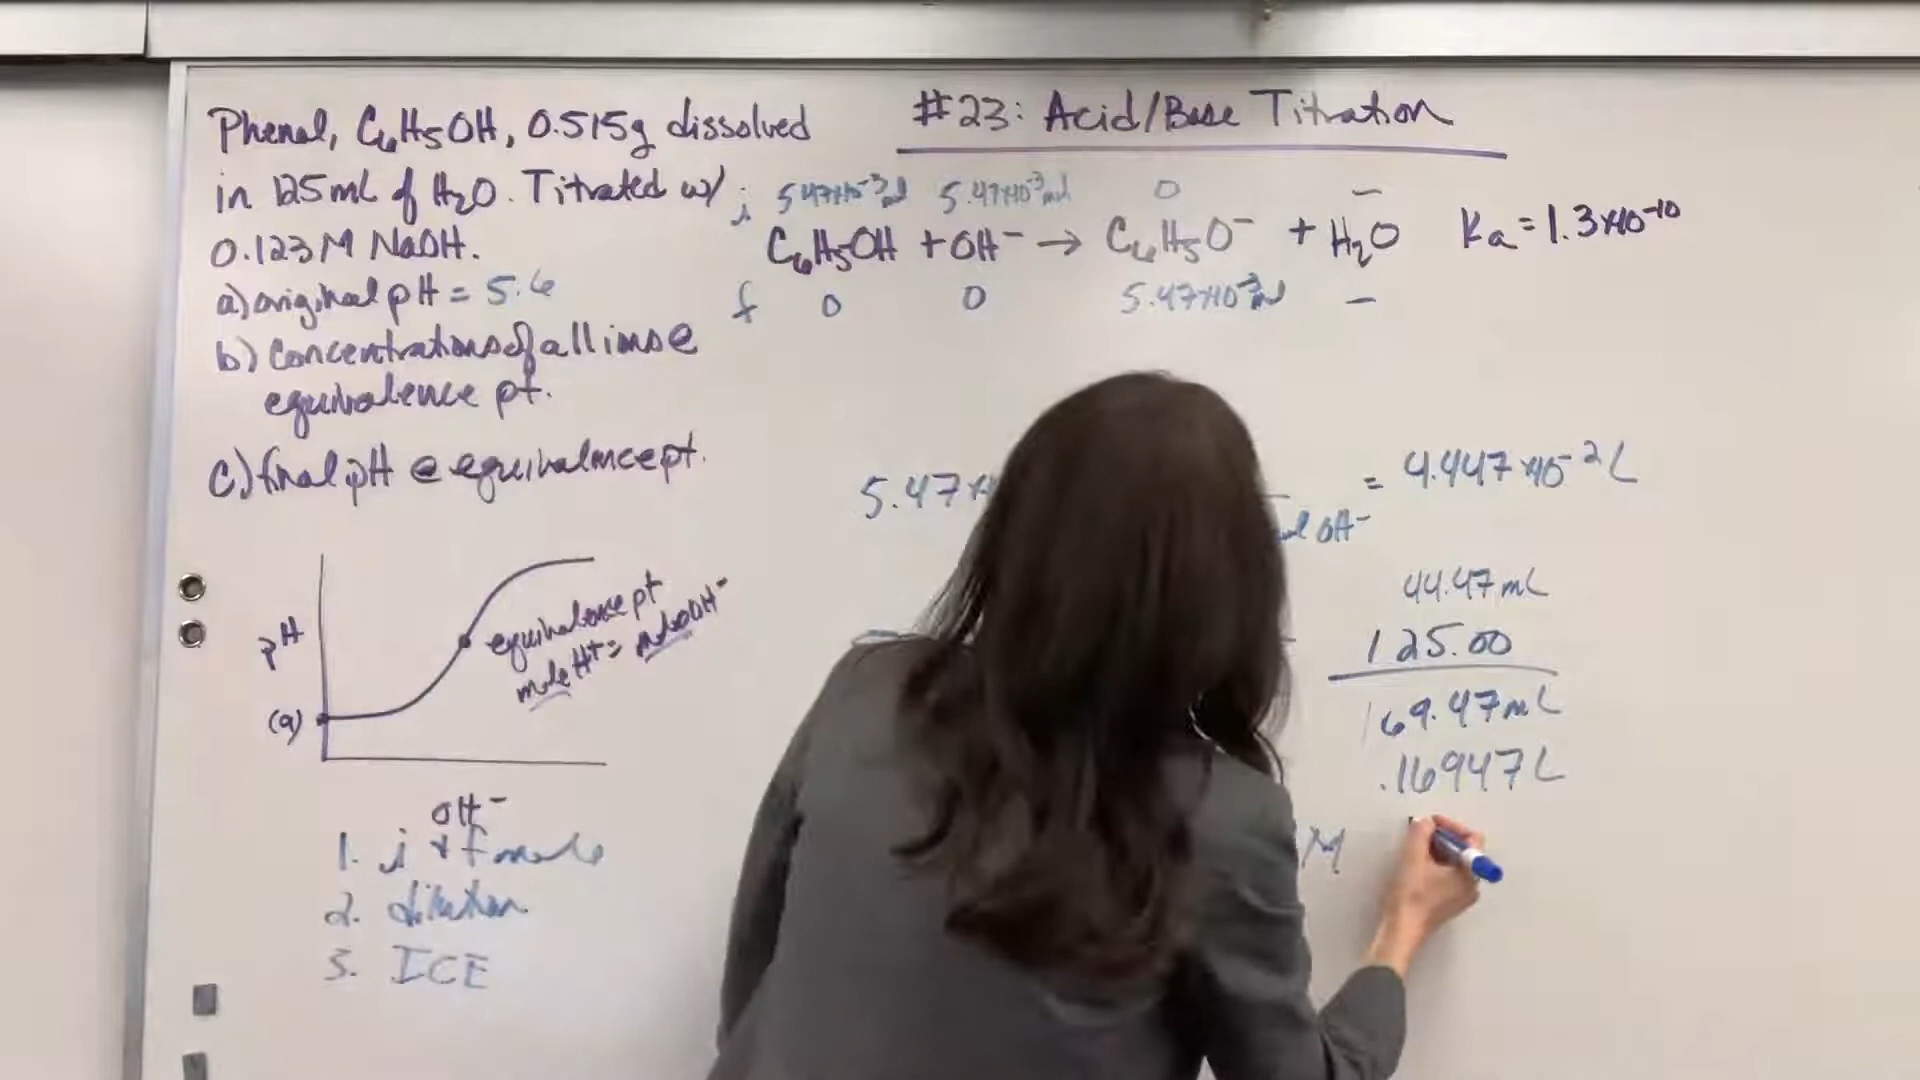 #23: Acid/Base Titration
Phenol, C6H5OH, 0.515g dissolved
in 125mL of H2O. Titrated w/
0.123M NaOH.
a) original pH = 5.6
b) concentrations of all ions @
equivalence pt.
c) final pH @ equivalence pt.
i 5.47x10-3 mol 5.47x10-3 mol 0 —
C6H5OH + OH- → C6H5O- + H2O Ka = 1.3x10-10
f 0 0 5.47x10-3 mol —
5.47x
mol OH-
= 4.447x10-2 L
44.47mL
125.00
169.47mL
.16947L
M
pH
(a)
equivalence pt
mole H+ = mole OH-
OH-
1. i + f mole
2. dilution
3. ICE